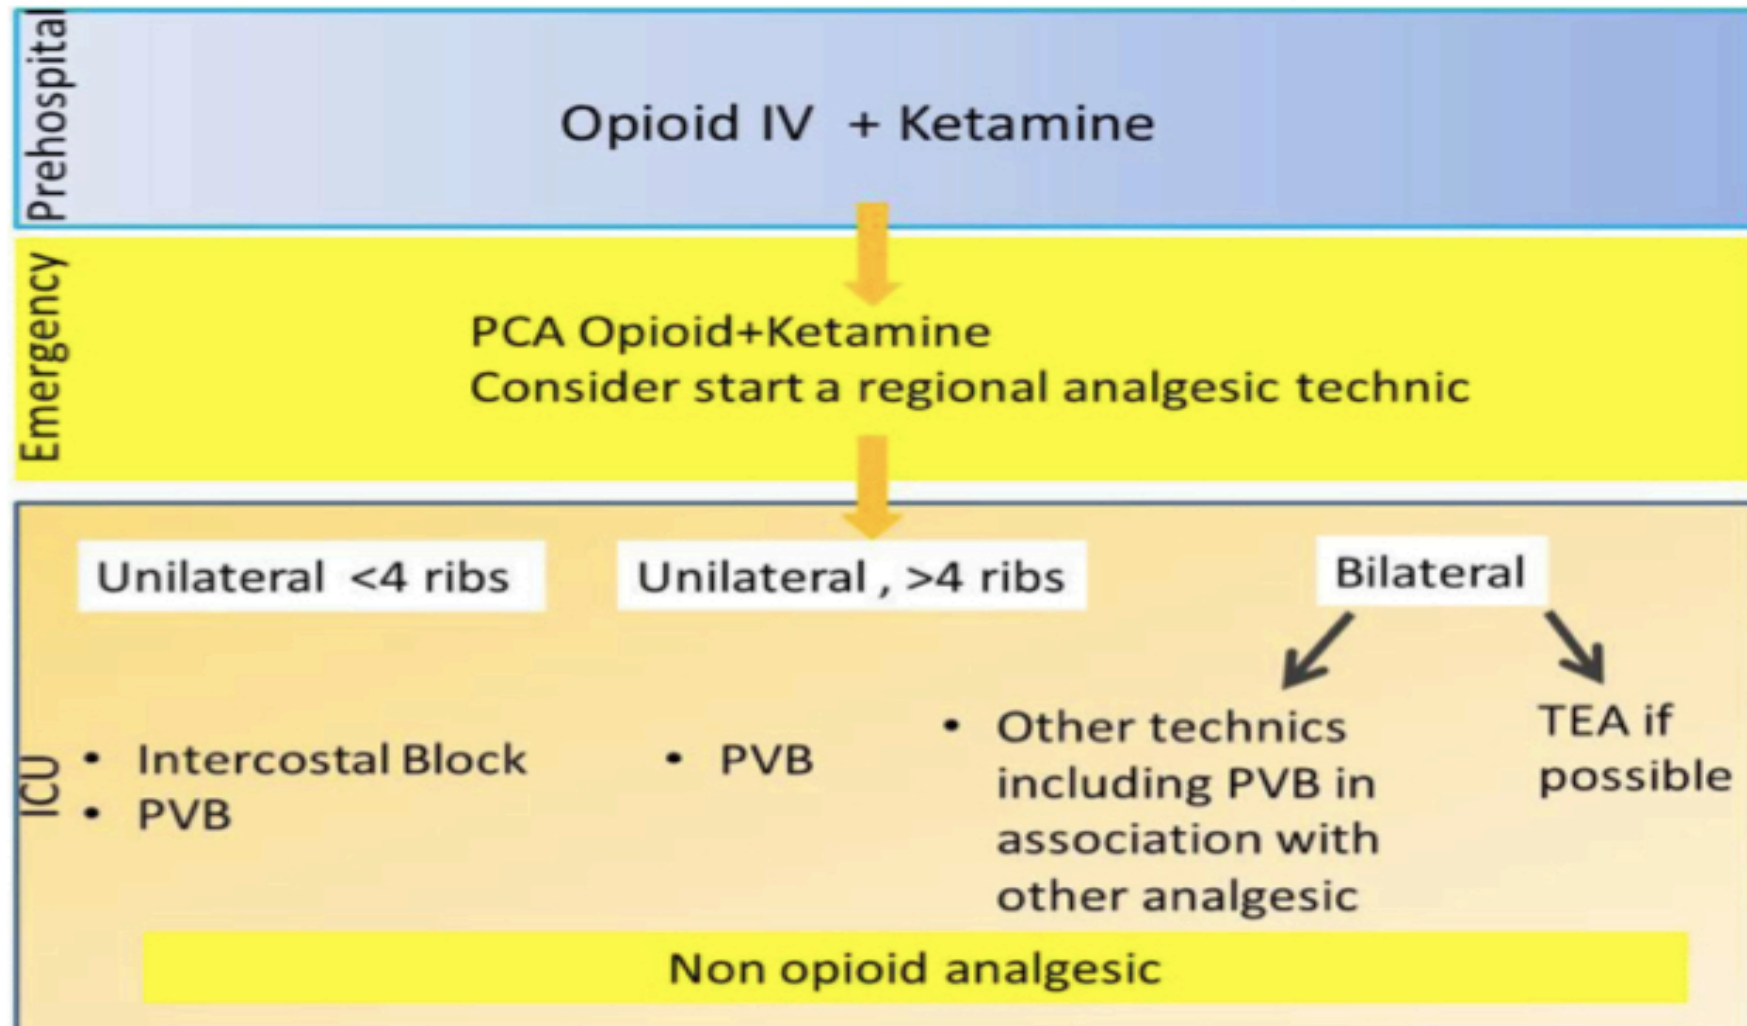 Prehospital
Opioid IV + Ketamine
Emergency
PCA Opioid+Ketamine
Consider start a regional analgesic technic
ICU
Unilateral <4 ribs
• Intercostal Block
• PVB
Unilateral , >4 ribs
• PVB
Bilateral
• Other technics
including PVB in
association with
other analgesic
TEA if
possible
Non opioid analgesic